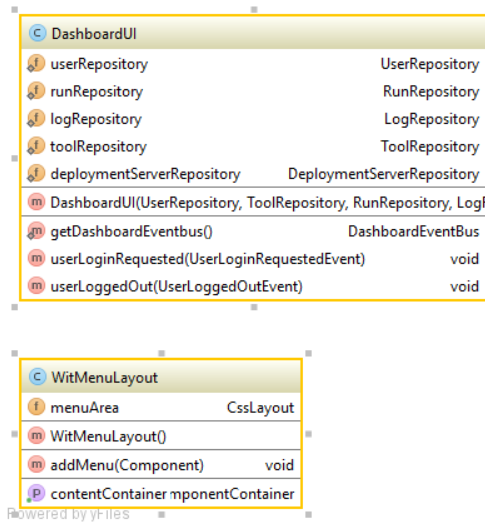 C DashboardUI
f userRepository UserRepository
f runRepository RunRepository
f logRepository LogRepository
f toolRepository ToolRepository
f deploymentServerRepository DeploymentServerRepository
m DashboardUI(UserRepository, ToolRepository, RunRepository, Log
m getDashboardEventbus() DashboardEventBus
m userLoginRequested(UserLoginRequestedEvent) void
m userLoggedOut(UserLoggedOutEvent) void
C WitMenuLayout
f menuArea CssLayout
m WitMenuLayout()
m addMenu(Component) void
P contentContainer mponentContainer
Powered by yFiles